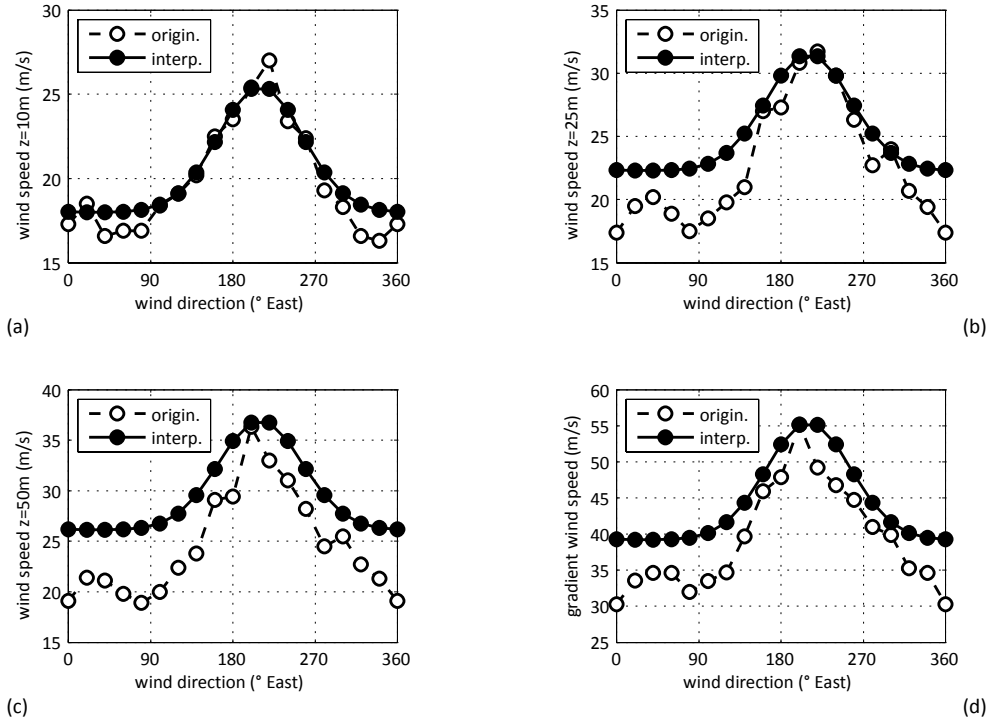 30
25
20
15
wind speed z=10m (m/s)
origin.
interp.
0 90 180 270 360
wind direction (° East)
(a)
35
30
25
20
15
wind speed z=25m (m/s)
origin.
interp.
0 90 180 270 360
wind direction (° East)
(b)
40
35
31
26
20
15
wind speed z=50m (m/s)
origin.
interp.
0 90 180 270 360
wind direction (° East)
(c)
60
55
50
45
40
35
30
25
gradient wind speed (m/s)
origin.
interp.
0 90 180 270 360
wind direction (° East)
(d)